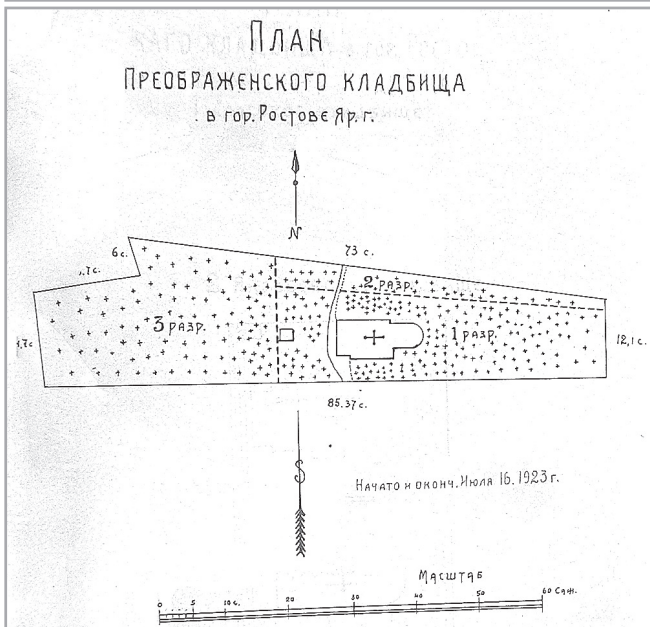 План
Преображенского кладбища
в гор. Ростове Яр. г.
N
73 с.
6 с.
2 разр.
3 разр.
1 разр.
12,1 с.
85.37 с.
S
Начато и оконч. Июля 16. 1923 г.
Масштаб
0 5 10 с. 20 30 40 50 60 Саж.